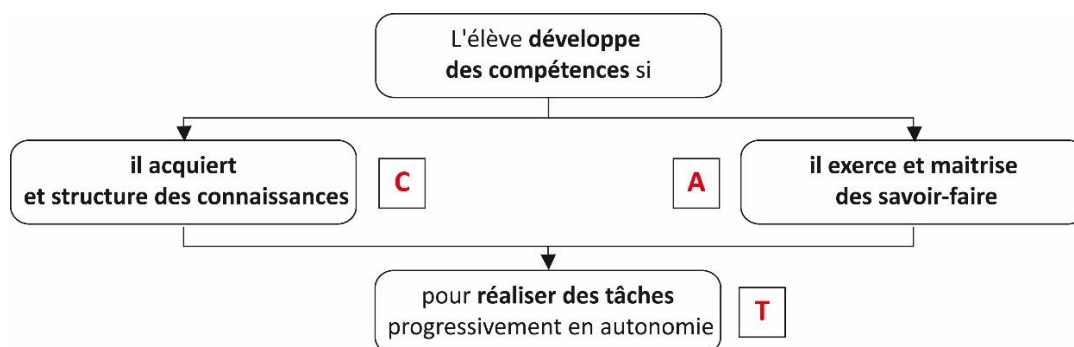 L'élève développe
des compétences si
il acquiert
et structure des connaissances
C
A
il exerce et maitrise
des savoir-faire
pour réaliser des tâches
progressivement en autonomie
T